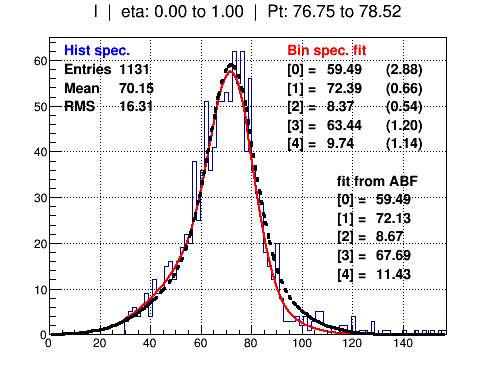 I | eta: 0.00 to 1.00 | Pt: 76.75 to 78.52
Hist spec.
Entries 1131
Mean 70.15
RMS 16.31
Bin spec. fit
[0] = 59.49 (2.88)
[1] = 72.39 (0.66)
[2] = 8.37 (0.54)
[3] = 63.44 (1.20)
[4] = 9.74 (1.14)
fit from ABF
[0] = 59.49
[1] = 72.13
[2] = 8.67
[3] = 67.69
[4] = 11.43
60
50
40
30
20
10
0
0 20 40 60 80 100 120 140